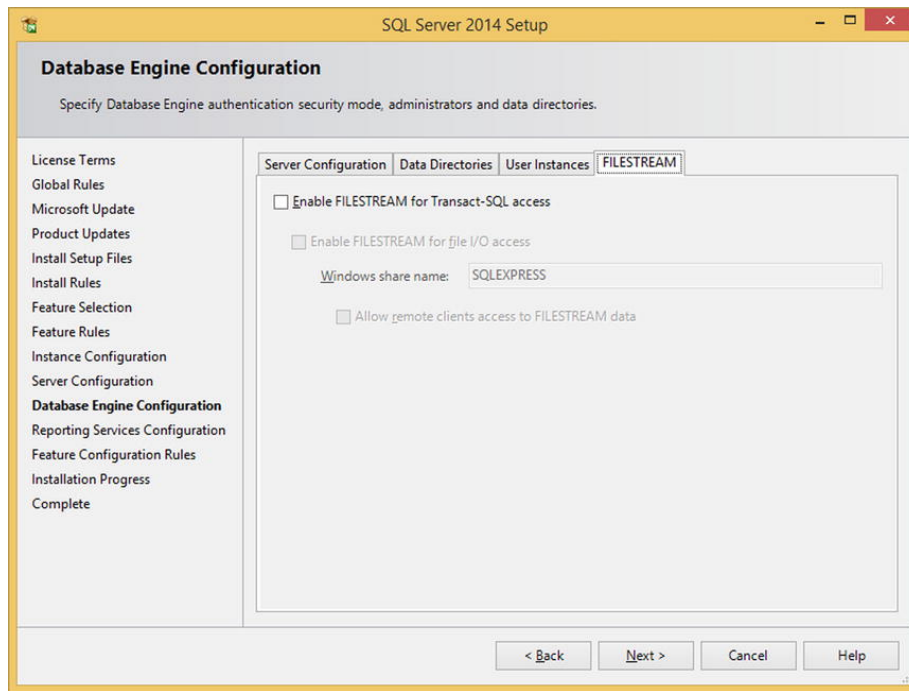 SQL Server 2014 Setup
Database Engine Configuration
Specify Database Engine authentication security mode, administrators and data directories.
License Terms
Global Rules
Microsoft Update
Product Updates
Install Setup Files
Install Rules
Feature Selection
Feature Rules
Instance Configuration
Server Configuration
Database Engine Configuration
Reporting Services Configuration
Feature Configuration Rules
Installation Progress
Complete
Server Configuration Data Directories User Instances FILESTREAM
Enable FILESTREAM for Transact-SQL access
Enable FILESTREAM for file I/O access
Windows share name: SQLEXPRESS
Allow remote clients access to FILESTREAM data
< Back Next > Cancel Help